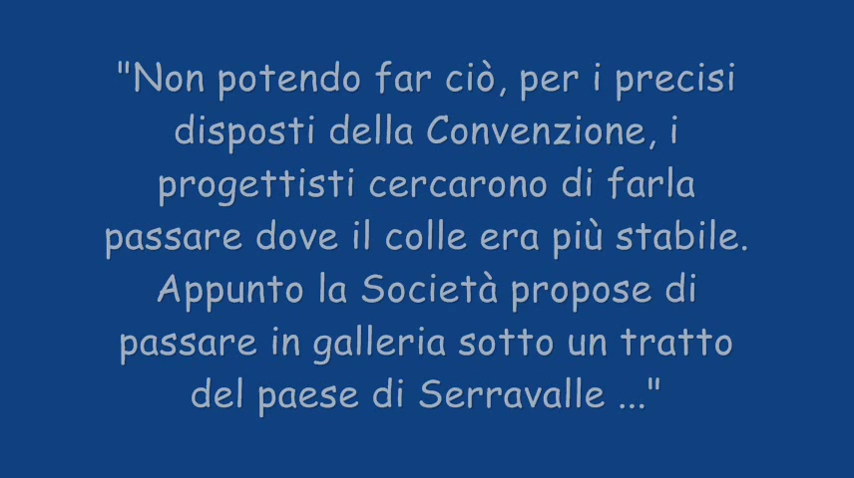 "Non potendo far ciò, per i precisi
disposti della Convenzione, i
progettisti cercarono di farla
passare dove il colle era più stabile.
Appunto la Società propose di
passare in galleria sotto un tratto
del paese di Serravalle ..."